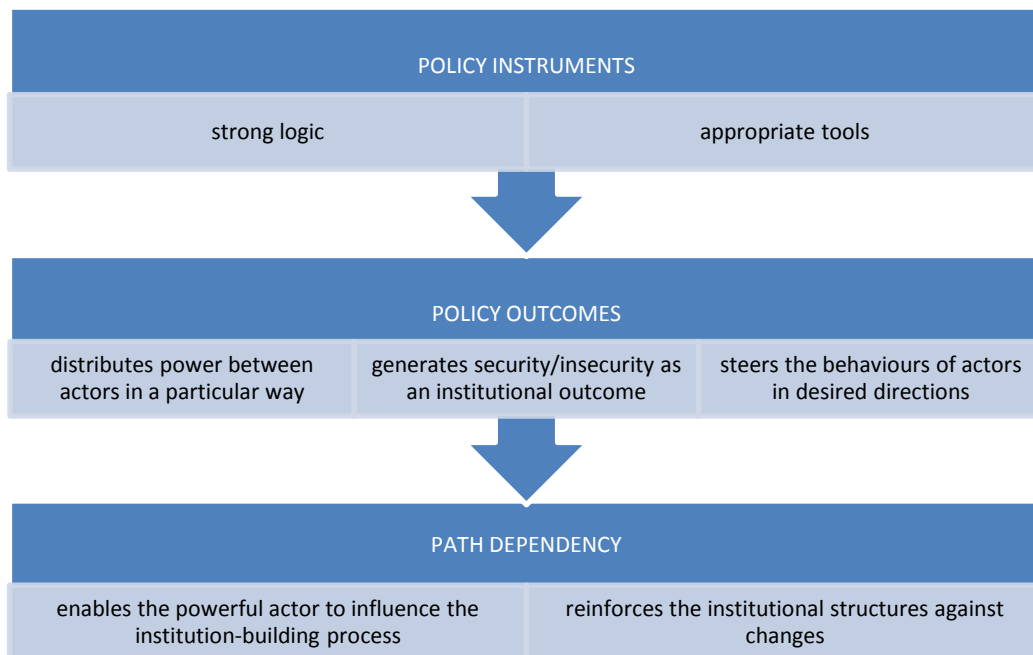 POLICY INSTRUMENTS
strong logic
appropriate tools
POLICY OUTCOMES
distributes power between
actors in a particular way
generates security/insecurity as
an institutional outcome
steers the behaviours of actors
in desired directions
PATH DEPENDENCY
enables the powerful actor to influence the
institution-building process
reinforces the institutional structures against
changes